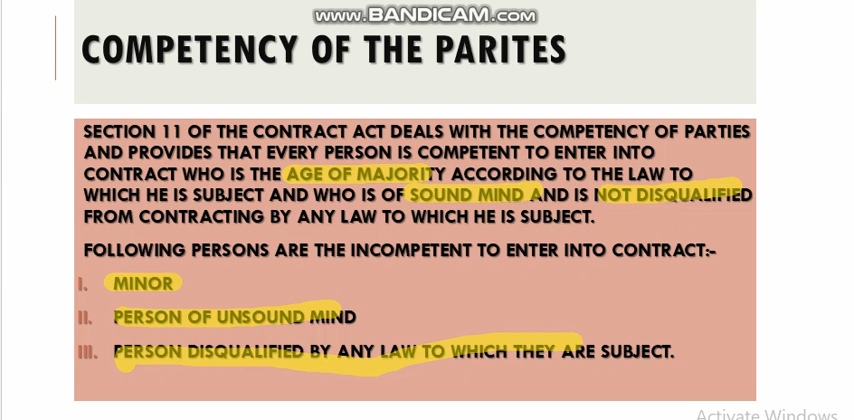 www.BANDICAM.com
COMPETENCY OF THE PARITES
SECTION 11 OF THE CONTRACT ACT DEALS WITH THE COMPETENCY OF PARTIES
AND PROVIDES THAT EVERY PERSON IS COMPETENT TO ENTER INTO
CONTRACT WHO IS THE AGE OF MAJORITY ACCORDING TO THE LAW TO
WHICH HE IS SUBJECT AND WHO IS OF SOUND MIND AND IS NOT DISQUALIFIED
FROM CONTRACTING BY ANY LAW TO WHICH HE IS SUBJECT.
FOLLOWING PERSONS ARE THE INCOMPETENT TO ENTER INTO CONTRACT:-
I. MINOR
II. PERSON OF UNSOUND MIND
III. PERSON DISQUALIFIED BY ANY LAW TO WHICH THEY ARE SUBJECT.
Activate Windows